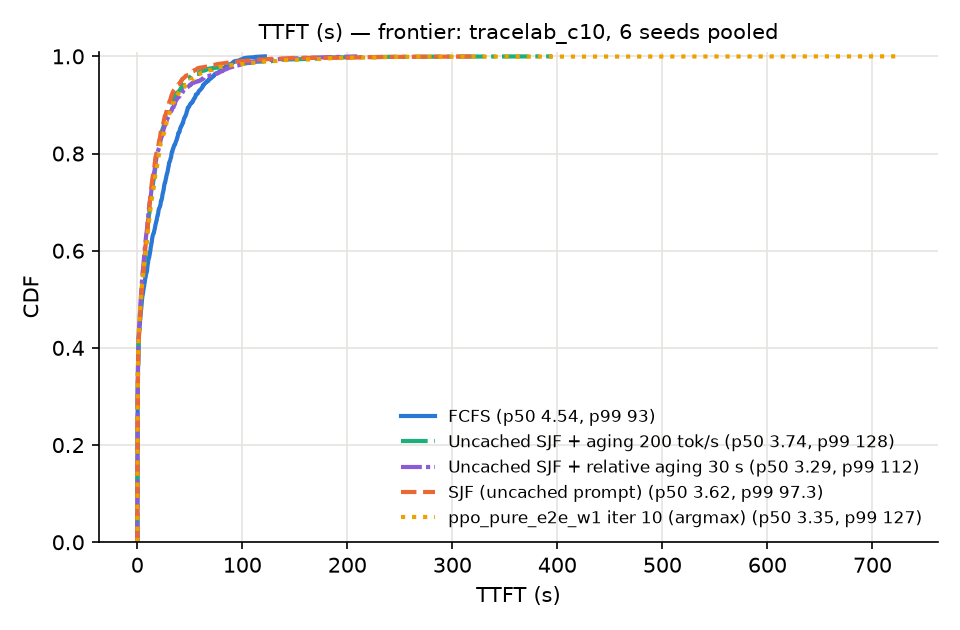 TTFT (s) — frontier: tracelab_c10, 6 seeds pooled
1.0
0.8
0.6
0.4
0.2
0.0
CDF
FCFS (p50 4.54, p99 93)
Uncached SJF + aging 200 tok/s (p50 3.74, p99 128)
Uncached SJF + relative aging 30 s (p50 3.29, p99 112)
SJF (uncached prompt) (p50 3.62, p99 97.3)
ppo_pure_e2e_w1 iter 10 (argmax) (p50 3.35, p99 127)
0 100 200 300 400 500 600 700
TTFT (s)